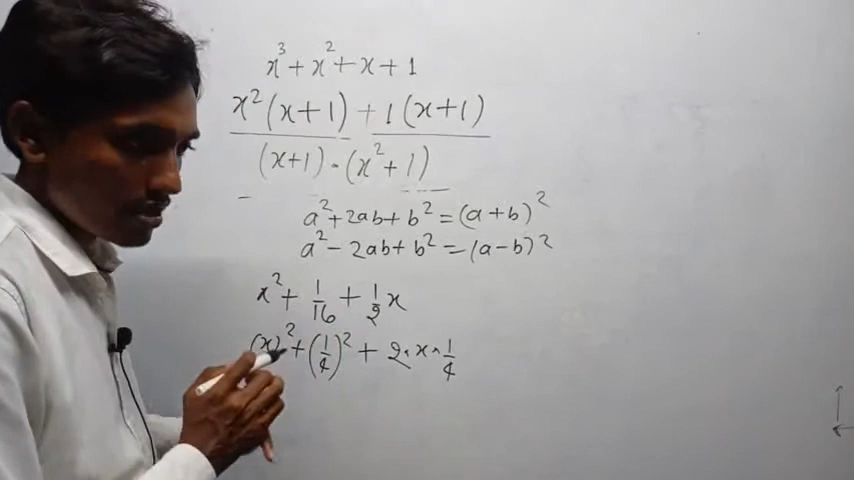 x³ + x² + x + 1
x² (x + 1) + 1 (x + 1)
(x + 1) · (x² + 1)
a² + 2ab + b² = (a + b)²
a² - 2ab + b² = (a - b)²
x² + 1/16 + 1/2 x
(x)² + (1/4)² + 2 · x · 1/4